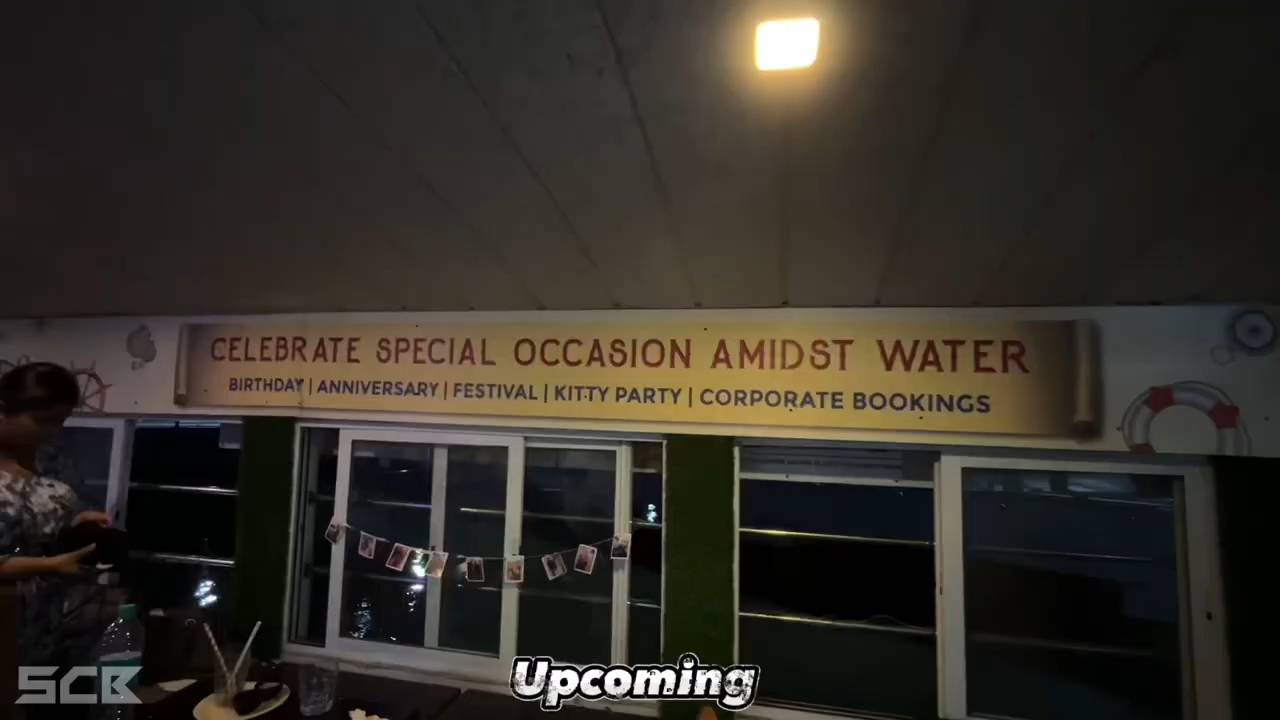 CELEBRATE SPECIAL OCCASION AMIDST WATER
BIRTHDAY | ANNIVERSARY | FESTIVAL | KITTY PARTY | CORPORATE BOOKINGS
SCB
Upcoming